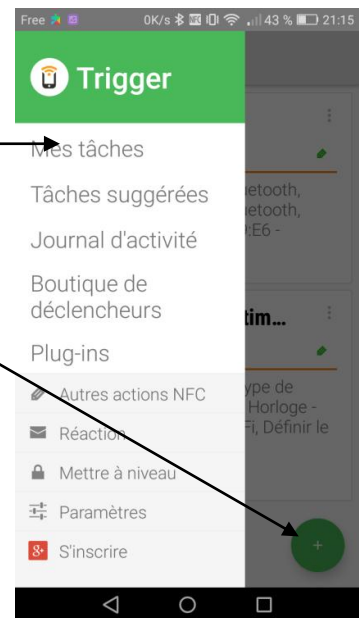 Free 0K/s 43 % 21:15
Trigger
Mes tâches
Tâches suggérées
Journal d'activité
Boutique de
déclencheurs
Plug-ins
Autres actions NFC
Réaction
Mettre à niveau
Paramètres
8+ S'inscrire
etooth,
etooth,
:E6 -
tim...
ype de
Horloge -
Fi, Définir le
+